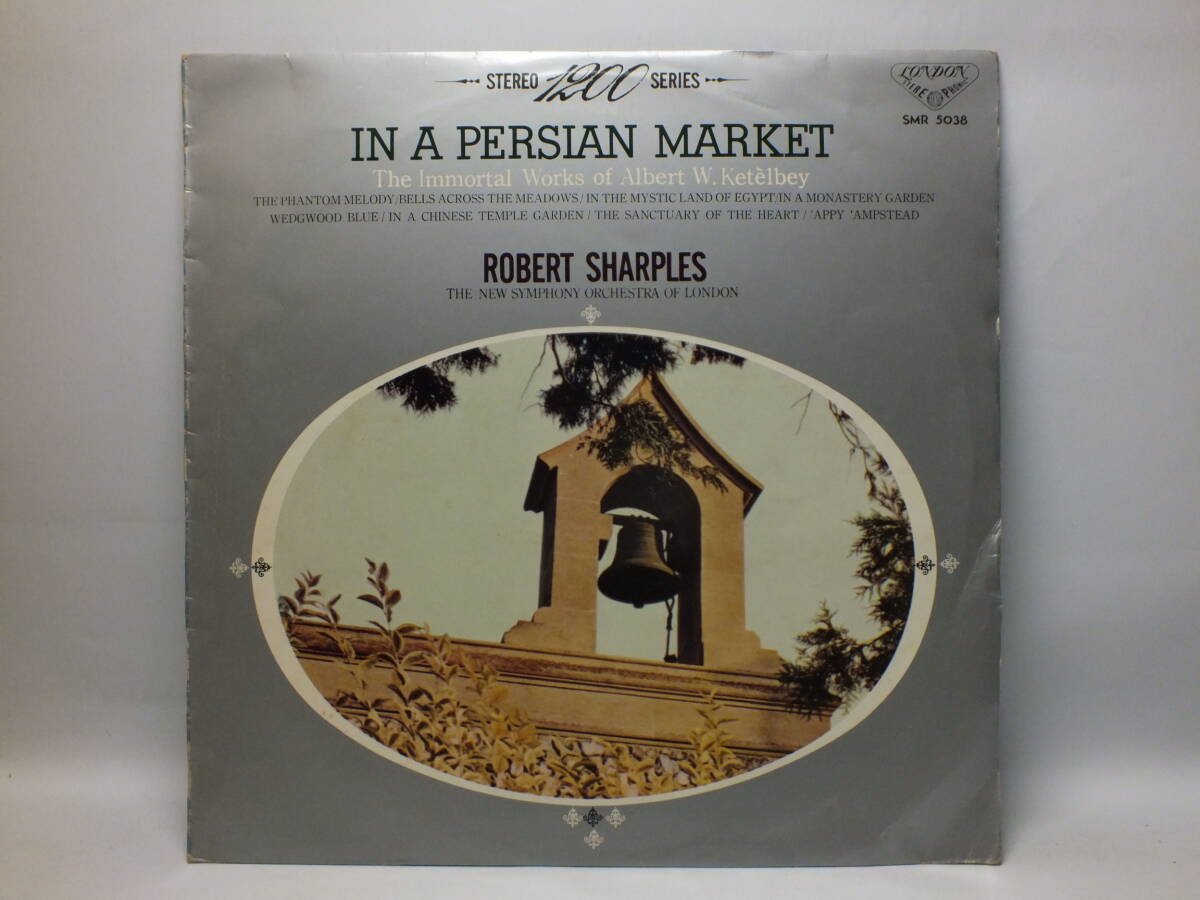 STEREO 1200 SERIES
LONDON
STEREOPHONIC
SMR 5038
IN A PERSIAN MARKET
The Immortal Works of Albert W. Ketèlbey
THE PHANTOM MELODY/BELLS ACROSS THE MEADOWS/IN THE MYSTIC LAND OF EGYPT/IN A MONASTERY GARDEN
WEDGWOOD BLUE/IN A CHINESE TEMPLE GARDEN/THE SANCTUARY OF THE HEART/'APPY 'AMPSTEAD
ROBERT SHARPLES
THE NEW SYMPHONY ORCHESTRA OF LONDON